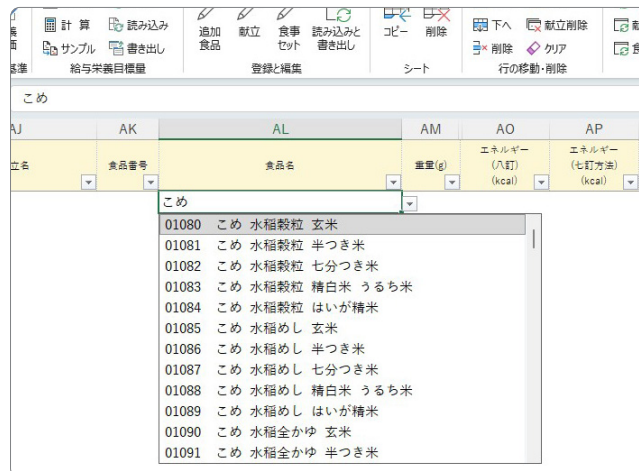 計 算
読み込み
サンプル
書き出し
給与栄養目標量
追加
食品
献立
食事
セット
読み込みと
書き出し
登録と編集
コピー
削除
シート
下へ
献立削除
削除
クリア
行の移動・削除
こめ
AJ AK AL AM AO AP
立名
食品番号
食品名
重量(g)
エネルギー
(八訂)
(kcal)
エネルギー
(七訂方法)
(kcal)
こめ
01080 こめ 水稲穀粒 玄米
01081 こめ 水稲穀粒 半つき米
01082 こめ 水稲穀粒 七分つき米
01083 こめ 水稲穀粒 精白米 うるち米
01084 こめ 水稲穀粒 はいが精米
01085 こめ 水稲めし 玄米
01086 こめ 水稲めし 半つき米
01087 こめ 水稲めし 七分つき米
01088 こめ 水稲めし 精白米 うるち米
01089 こめ 水稲めし はいが精米
01090 こめ 水稲全かゆ 玄米
01091 こめ 水稲全かゆ 半つき米